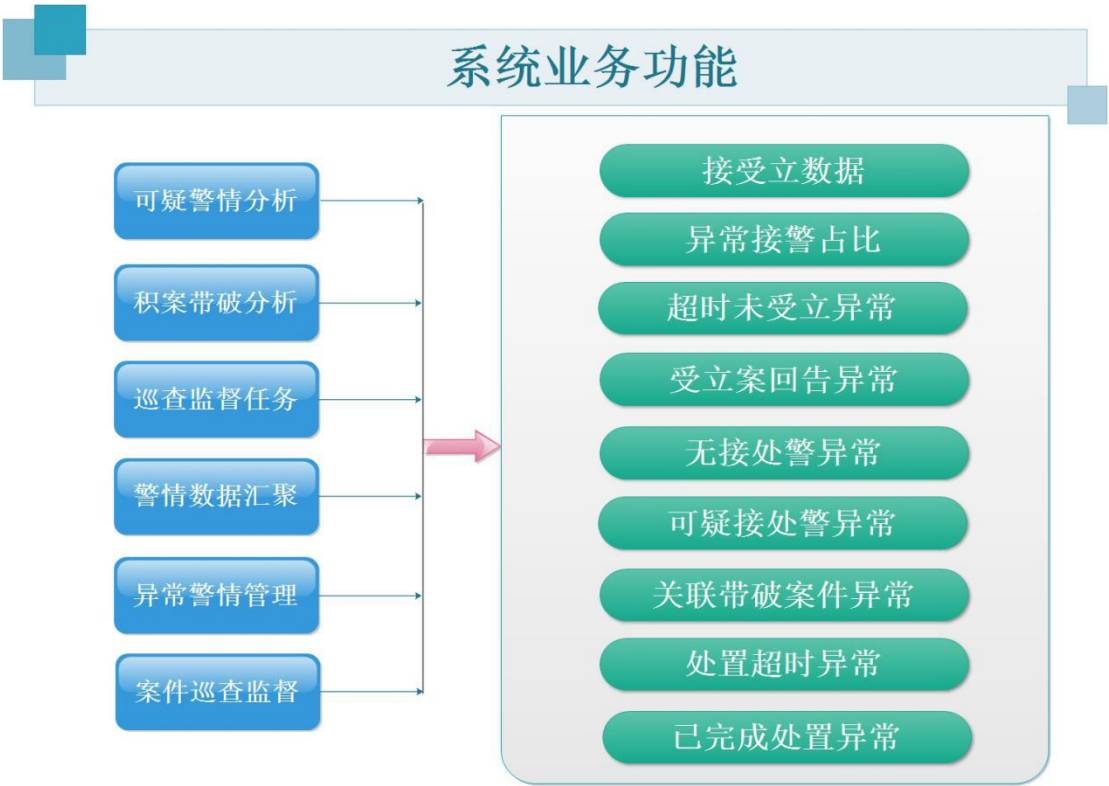 系统业务功能
可疑警情分析
积案带破分析
巡查监督任务
警情数据汇聚
异常警情管理
案件巡查监督
接受立数据
异常接警占比
超时未受立异常
受立案回告异常
无接处警异常
可疑接处警异常
关联带破案件异常
处置超时异常
已完成处置异常